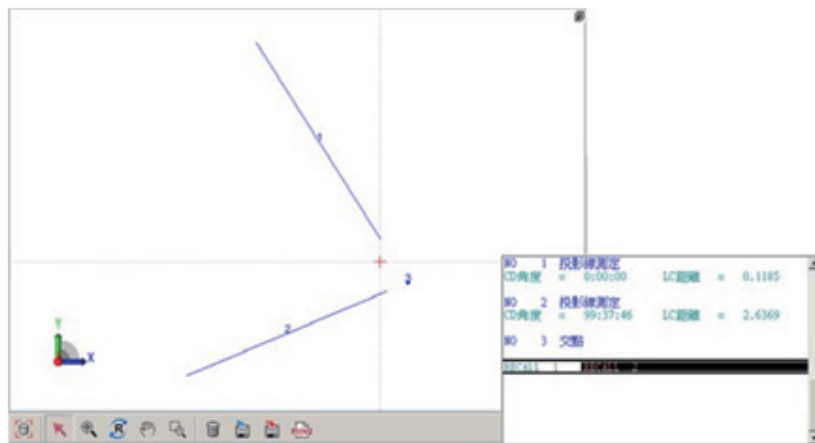 1
3
2
Y
X
R
NO 1 投影線測定
CD角度 = 0:00:00 LC距離 = 0.1185
NO 2 投影線測定
CD角度 = 99:37:46 LC距離 = 2.6369
NO 3 交點
RECALL 1 RECALL 2